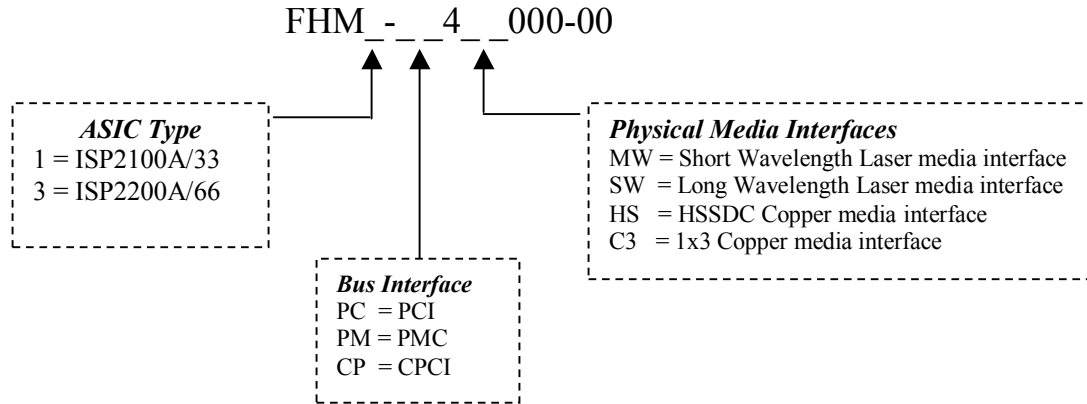 FHM_-_ _4_ _000-00
ASIC Type
1 = ISP2100A/33
3 = ISP2200A/66
Physical Media Interfaces
MW = Short Wavelength Laser media interface
SW = Long Wavelength Laser media interface
HS = HSSDC Copper media interface
C3 = 1x3 Copper media interface
Bus Interface
PC = PCI
PM = PMC
CP = CPCI